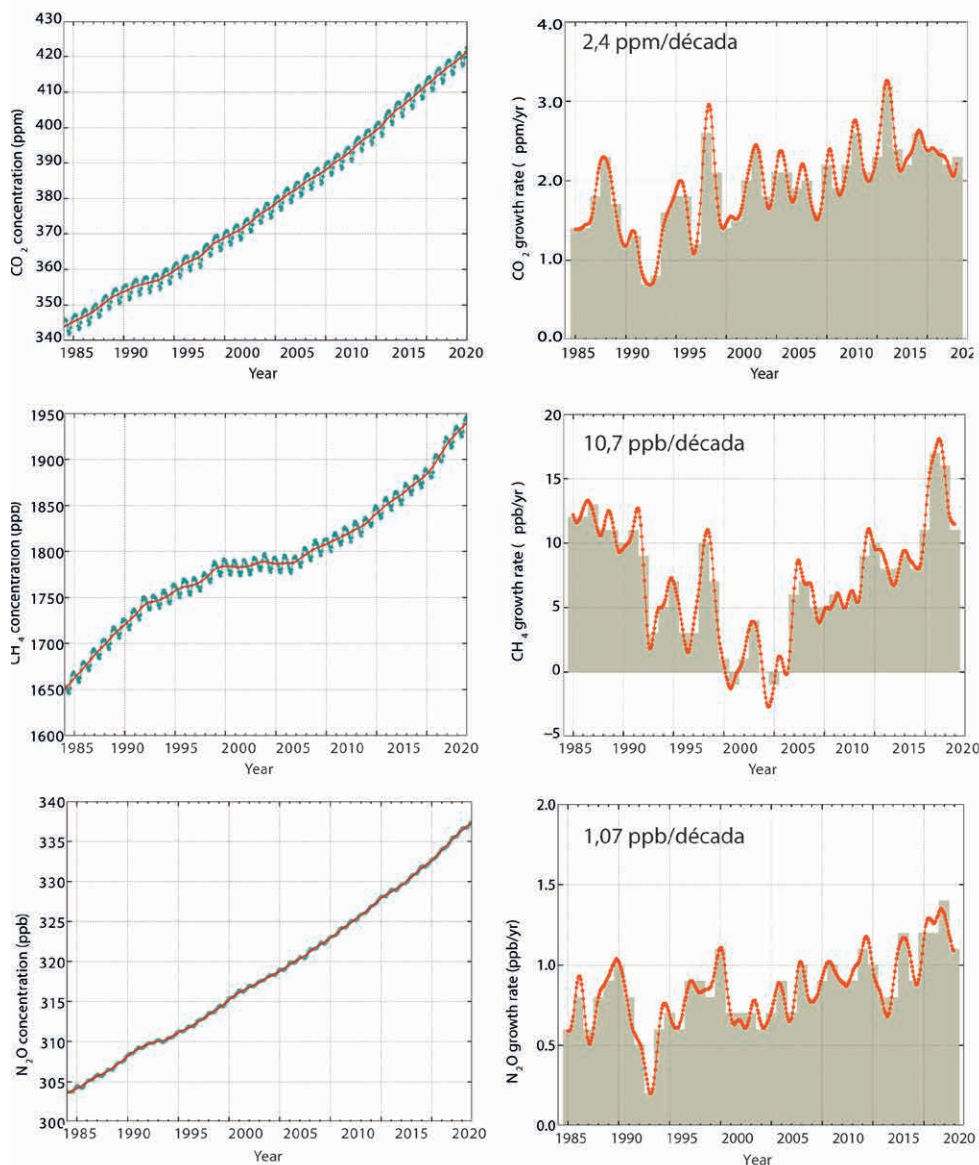 430
420
410
400
390
380
370
360
350
340
CO2 concentration (ppm)
1985 1990 1995 2000 2005 2010 2010 2015 2020
Year
4.0
3.0
2.0
1.0
0.0
CO2 growth rate ( ppm/yr)
2,4 ppm/década
1985 1990 1995 2000 2005 2010 2015 202
Year
1950
1900
1850
1800
1750
1700
1650
1600
CH4 concentration (ppb)
1985 1990 1995 2000 2005 2010 2010 2015 2020
Year
20
15
10
5
0
−5
CH4 growth rate ( ppb/yr)
10,7 ppb/década
1985 1990 1995 2000 2005 2010 2015 2020
Year
340
335
330
325
320
315
310
305
300
N2O concentration (ppb)
1985 1990 1995 2000 2005 2010 2010 2015 2020
Year
2.0
1.5
1.0
0.5
0.0
N2O growth rate (ppb/yr)
1,07 ppb/década
1985 1990 1995 2000 2005 2010 2015 2020
Year